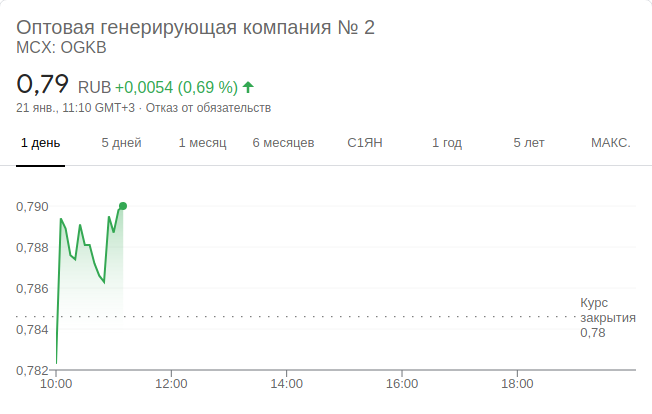 Оптовая генерирующая компания № 2
MCX: OGKB
0,79 RUB +0,0054 (0,69 %)
21 янв., 11:10 GMT+3 · Отказ от обязательств
1 день 5 дней 1 месяц 6 месяцев С1ЯН 1 год 5 лет МАКС.
0,790
0,788
0,786
0,784
0,782
Курс
закрытия
0,78
10:00 12:00 14:00 16:00 18:00